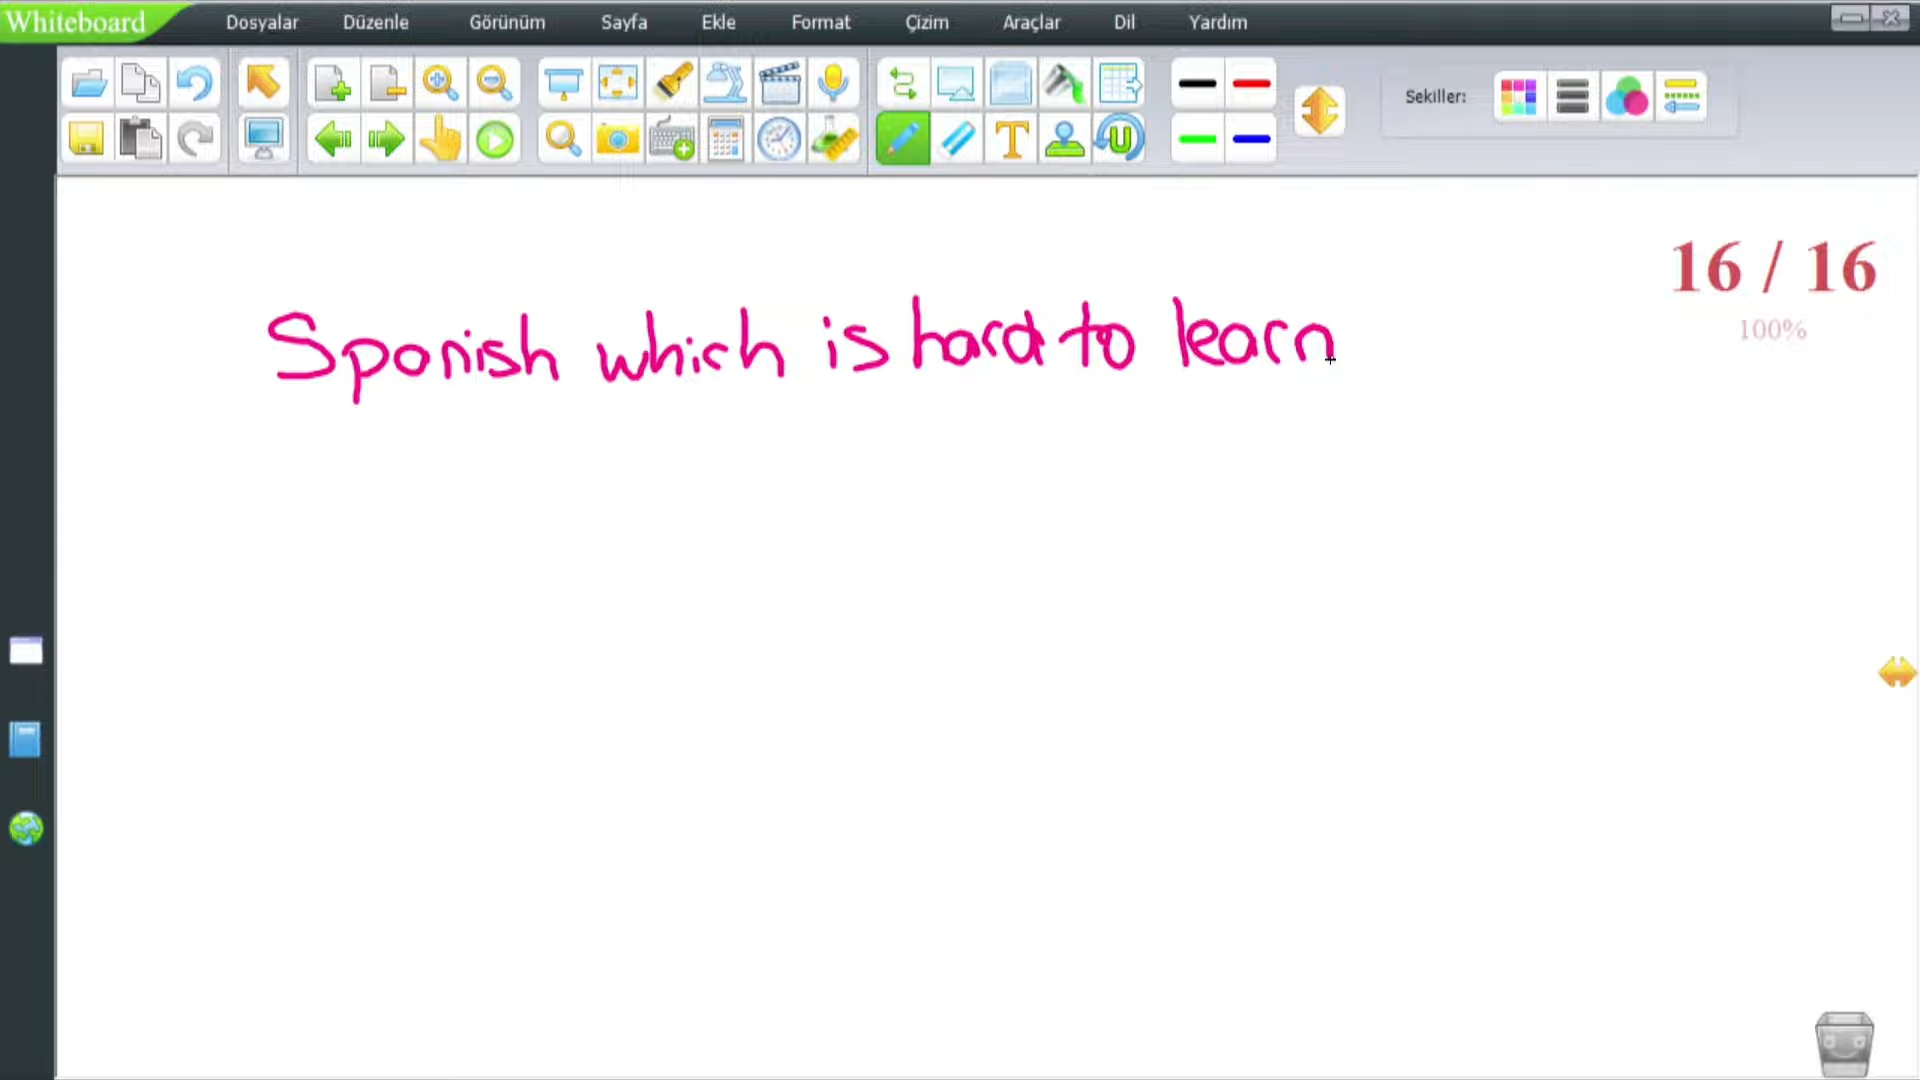 Whiteboard Dosyalar Düzenle Görünüm Sayfa Ekle Format Çizim Araçlar Dil Yardım
Sekiller:
16 / 16
100%
Spanish which is hard to learn